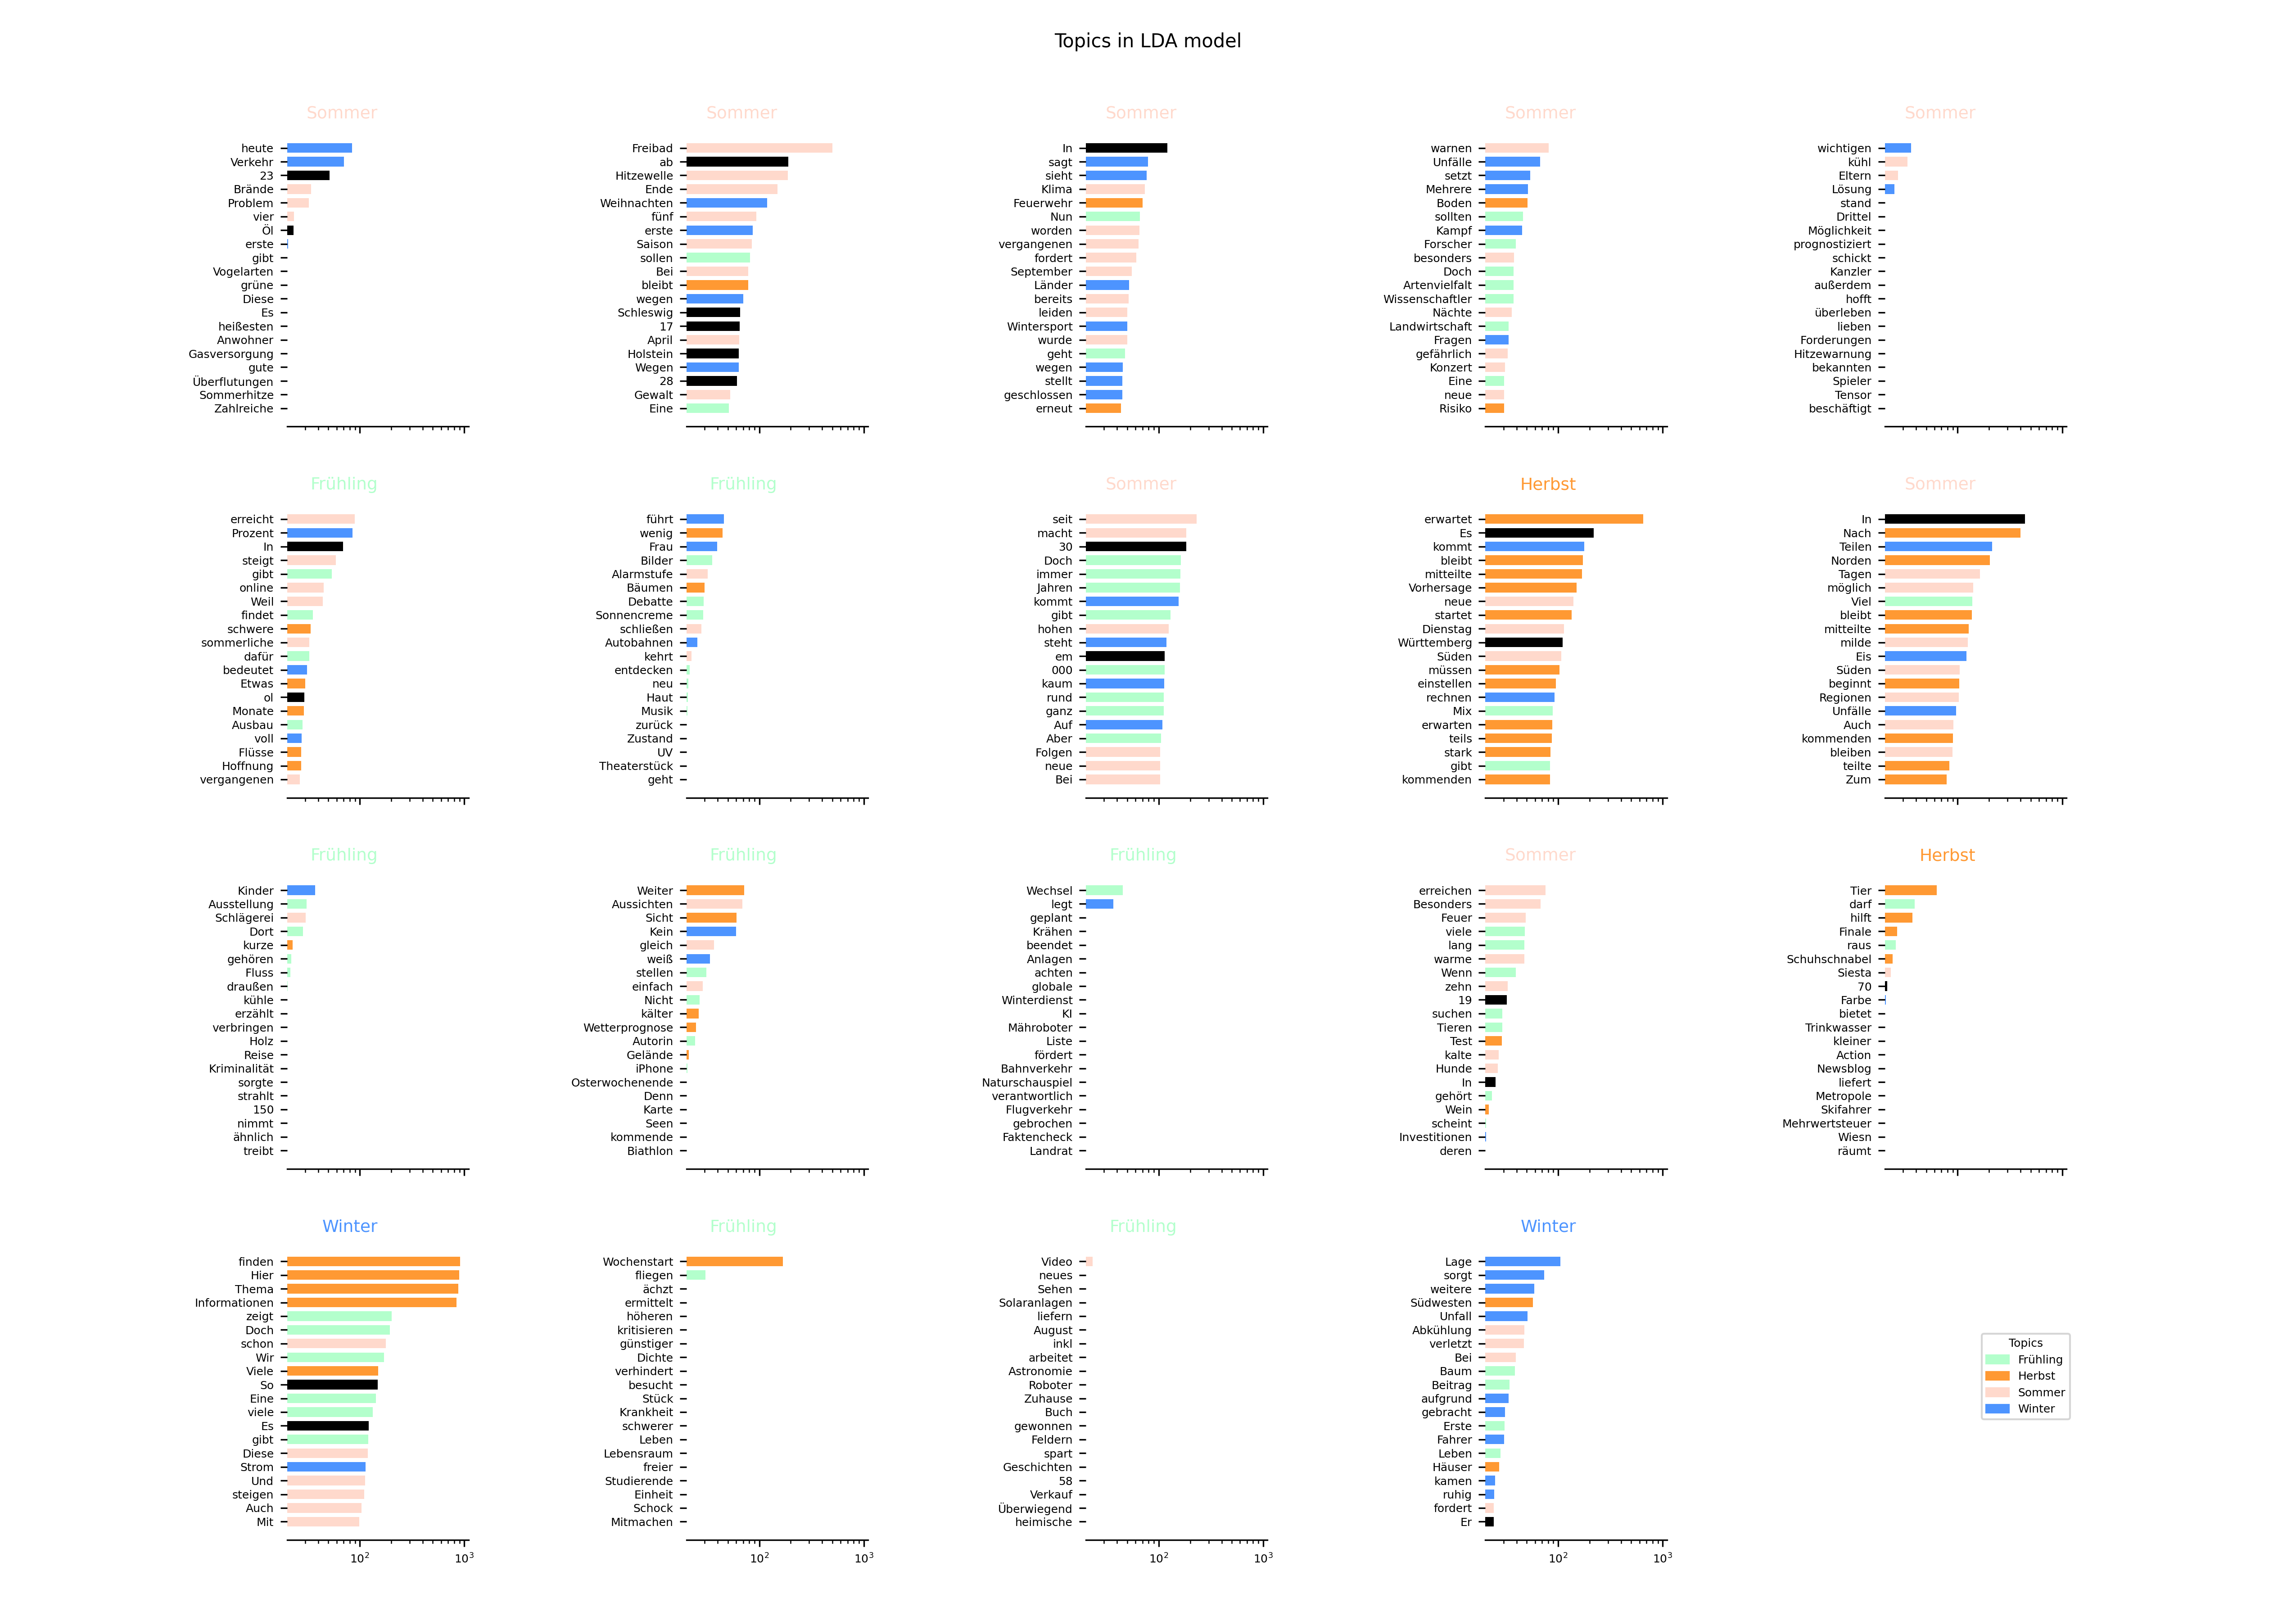 Topics in LDA model
Sommer
heute
Verkehr
23
Brände
Problem
vier
Öl
erste
gibt
Vogelarten
grüne
Diese
Es
heißesten
Anwohner
Gasversorgung
gute
Überflutungen
Sommerhitze
Zahlreiche
Sommer
Freibad
ab
Hitzewelle
Ende
Weihnachten
fünf
erste
Saison
sollen
Bei
bleibt
wegen
Schleswig
17
April
Holstein
Wegen
28
Gewalt
Eine
Sommer
In
sagt
sieht
Klima
Feuerwehr
Nun
worden
vergangenen
fordert
September
Länder
bereits
leiden
Wintersport
wurde
geht
wegen
stellt
geschlossen
erneut
Sommer
warnen
Unfälle
setzt
Mehrere
Boden
sollten
Kampf
Forscher
besonders
Doch
Artenvielfalt
Wissenschaftler
Nächte
Landwirtschaft
Fragen
gefährlich
Konzert
Eine
neue
Risiko
Sommer
wichtigen
kühl
Eltern
Lösung
stand
Drittel
Möglichkeit
prognostiziert
schickt
Kanzler
außerdem
hofft
überleben
lieben
Forderungen
Hitzewarnung
bekannten
Spieler
Tensor
beschäftigt
Frühling
erreicht
Prozent
In
steigt
gibt
online
Weil
findet
schwere
sommerliche
dafür
bedeutet
Etwas
ol
Monate
Ausbau
voll
Flüsse
Hoffnung
vergangenen
Frühling
führt
wenig
Frau
Bilder
Alarmstufe
Bäumen
Debatte
Sonnencreme
schließen
Autobahnen
kehrt
entdecken
neu
Haut
Musik
zurück
Zustand
UV
Theaterstück
geht
Sommer
seit
macht
30
Doch
immer
Jahren
kommt
gibt
hohen
steht
em
000
kaum
rund
ganz
Auf
Aber
Folgen
neue
Bei
Herbst
erwartet
Es
kommt
bleibt
mitteilte
Vorhersage
neue
startet
Dienstag
Württemberg
Süden
müssen
einstellen
rechnen
Mix
erwarten
teils
stark
gibt
kommenden
Sommer
In
Nach
Teilen
Norden
Tagen
möglich
Viel
bleibt
mitteilte
milde
Eis
Süden
beginnt
Regionen
Unfälle
Auch
kommenden
bleiben
teilte
Zum
Frühling
Kinder
Ausstellung
Schlägerei
Dort
kurze
gehören
Fluss
draußen
kühle
erzählt
verbringen
Holz
Reise
Kriminalität
sorgte
strahlt
150
nimmt
ähnlich
treibt
Frühling
Weiter
Aussichten
Sicht
Kein
gleich
weiß
stellen
einfach
Nicht
kälter
Wetterprognose
Autorin
Gelände
iPhone
Osterwochenende
Denn
Karte
Seen
kommende
Biathlon
Frühling
Wechsel
legt
geplant
Krähen
beendet
Anlagen
achten
globale
Winterdienst
KI
Mähroboter
Liste
fördert
Bahnverkehr
Naturschauspiel
verantwortlich
Flugverkehr
gebrochen
Faktencheck
Landrat
Sommer
erreichen
Besonders
Feuer
viele
lang
warme
Wenn
zehn
19
suchen
Tieren
Test
kalte
Hunde
In
gehört
Wein
scheint
Investitionen
deren
Herbst
Tier
darf
hilft
Finale
raus
Schuhschnabel
Siesta
70
Farbe
bietet
Trinkwasser
kleiner
Action
Newsblog
liefert
Metropole
Skifahrer
Mehrwertsteuer
Wiesn
räumt
Winter
finden
Hier
Thema
Informationen
zeigt
Doch
schon
Wir
Viele
So
Eine
viele
Es
gibt
Diese
Strom
Und
steigen
Auch
Mit
10²
10³
Frühling
Wochenstart
fliegen
ächzt
ermittelt
höheren
kritisieren
günstiger
Dichte
verhindert
besucht
Stück
Krankheit
schwerer
Leben
Lebensraum
freier
Studierende
Einheit
Schock
Mitmachen
10²
10³
Frühling
Video
neues
Sehen
Solaranlagen
liefern
August
inkl
arbeitet
Astronomie
Roboter
Zuhause
Buch
gewonnen
Feldern
spart
Geschichten
58
Verkauf
Überwiegend
heimische
10²
10³
Winter
Lage
sorgt
weitere
Südwesten
Unfall
Abkühlung
verletzt
Bei
Baum
Beitrag
aufgrund
gebracht
Erste
Fahrer
Leben
Häuser
kamen
ruhig
fordert
Er
10²
10³
Topics
Frühling
Herbst
Sommer
Winter